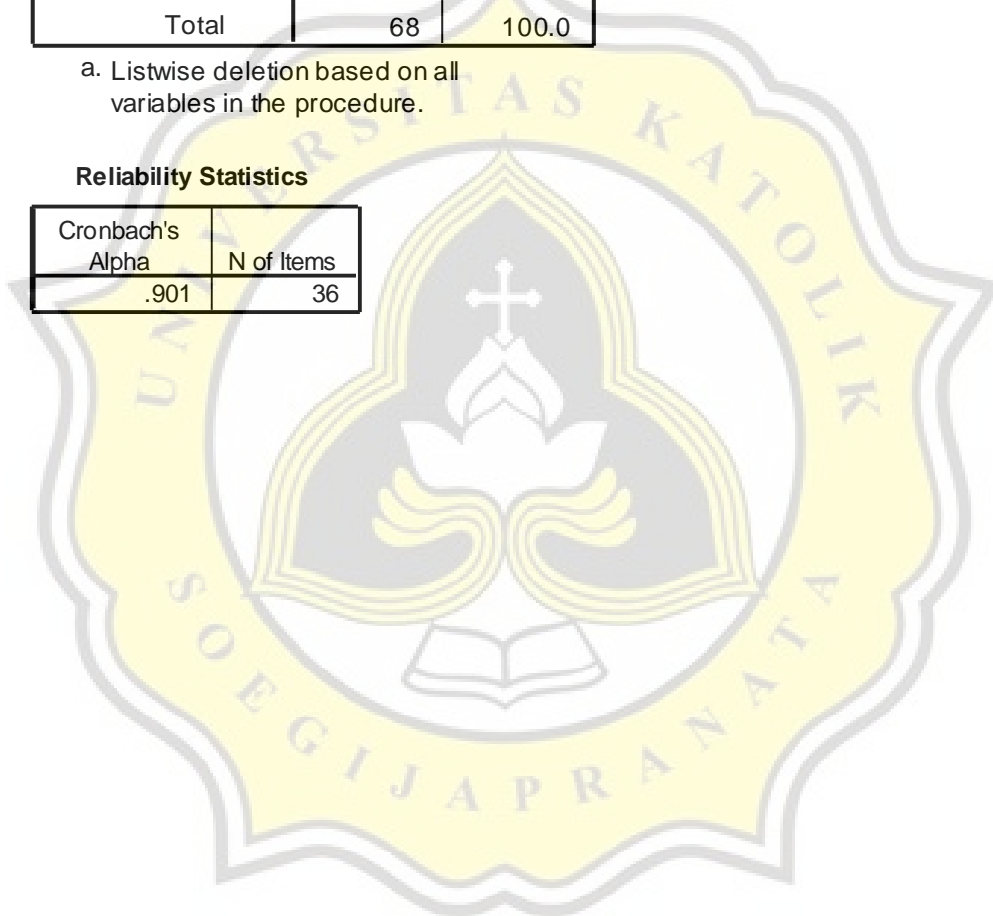 Total 68 100.0
a. Listwise deletion based on all
variables in the procedure.
Reliability Statistics
Cronbach's
Alpha N of Items
.901 36
UNIVERSITAS KATOLIK
SOEGIJAPRANATA